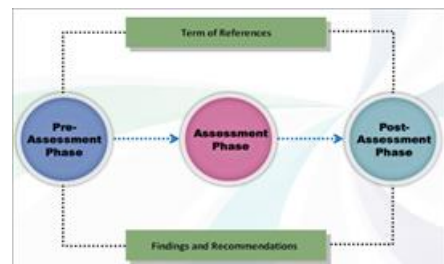 Term of References
Pre-
Assessment
Phase
Assessment
Phase
Post-
Assessment
Phase
Findings and Recommendations